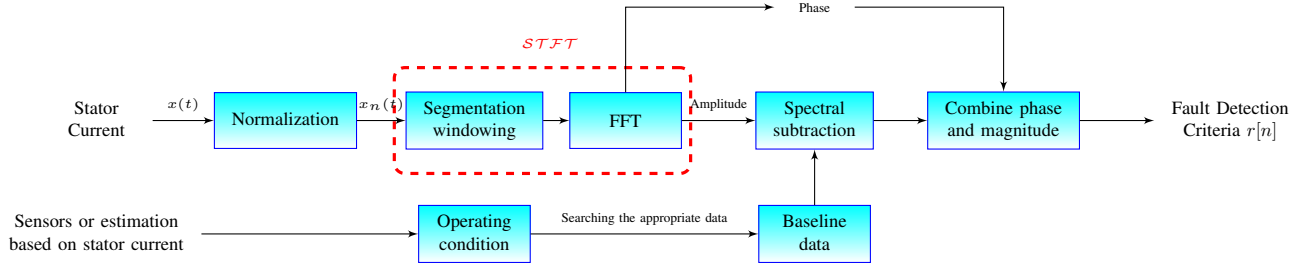 Phase
STFT
Stator
Current
x(t)
Normalization
x_n(t)
Segmentation
windowing
FFT
Amplitude
Spectral
subtraction
Combine phase
and magnitude
Fault Detection
Criteria r[n]
Sensors or estimation
based on stator current
Operating
condition
Searching the appropriate data
Baseline
data